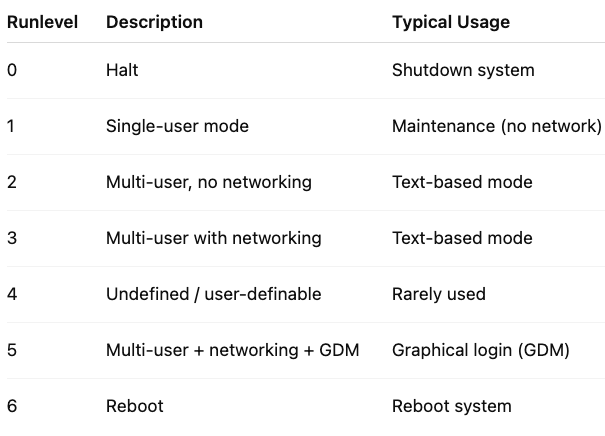 Runlevel Description Typical Usage
0 Halt Shutdown system
1 Single-user mode Maintenance (no network)
2 Multi-user, no networking Text-based mode
3 Multi-user with networking Text-based mode
4 Undefined / user-definable Rarely used
5 Multi-user + networking + GDM Graphical login (GDM)
6 Reboot Reboot system